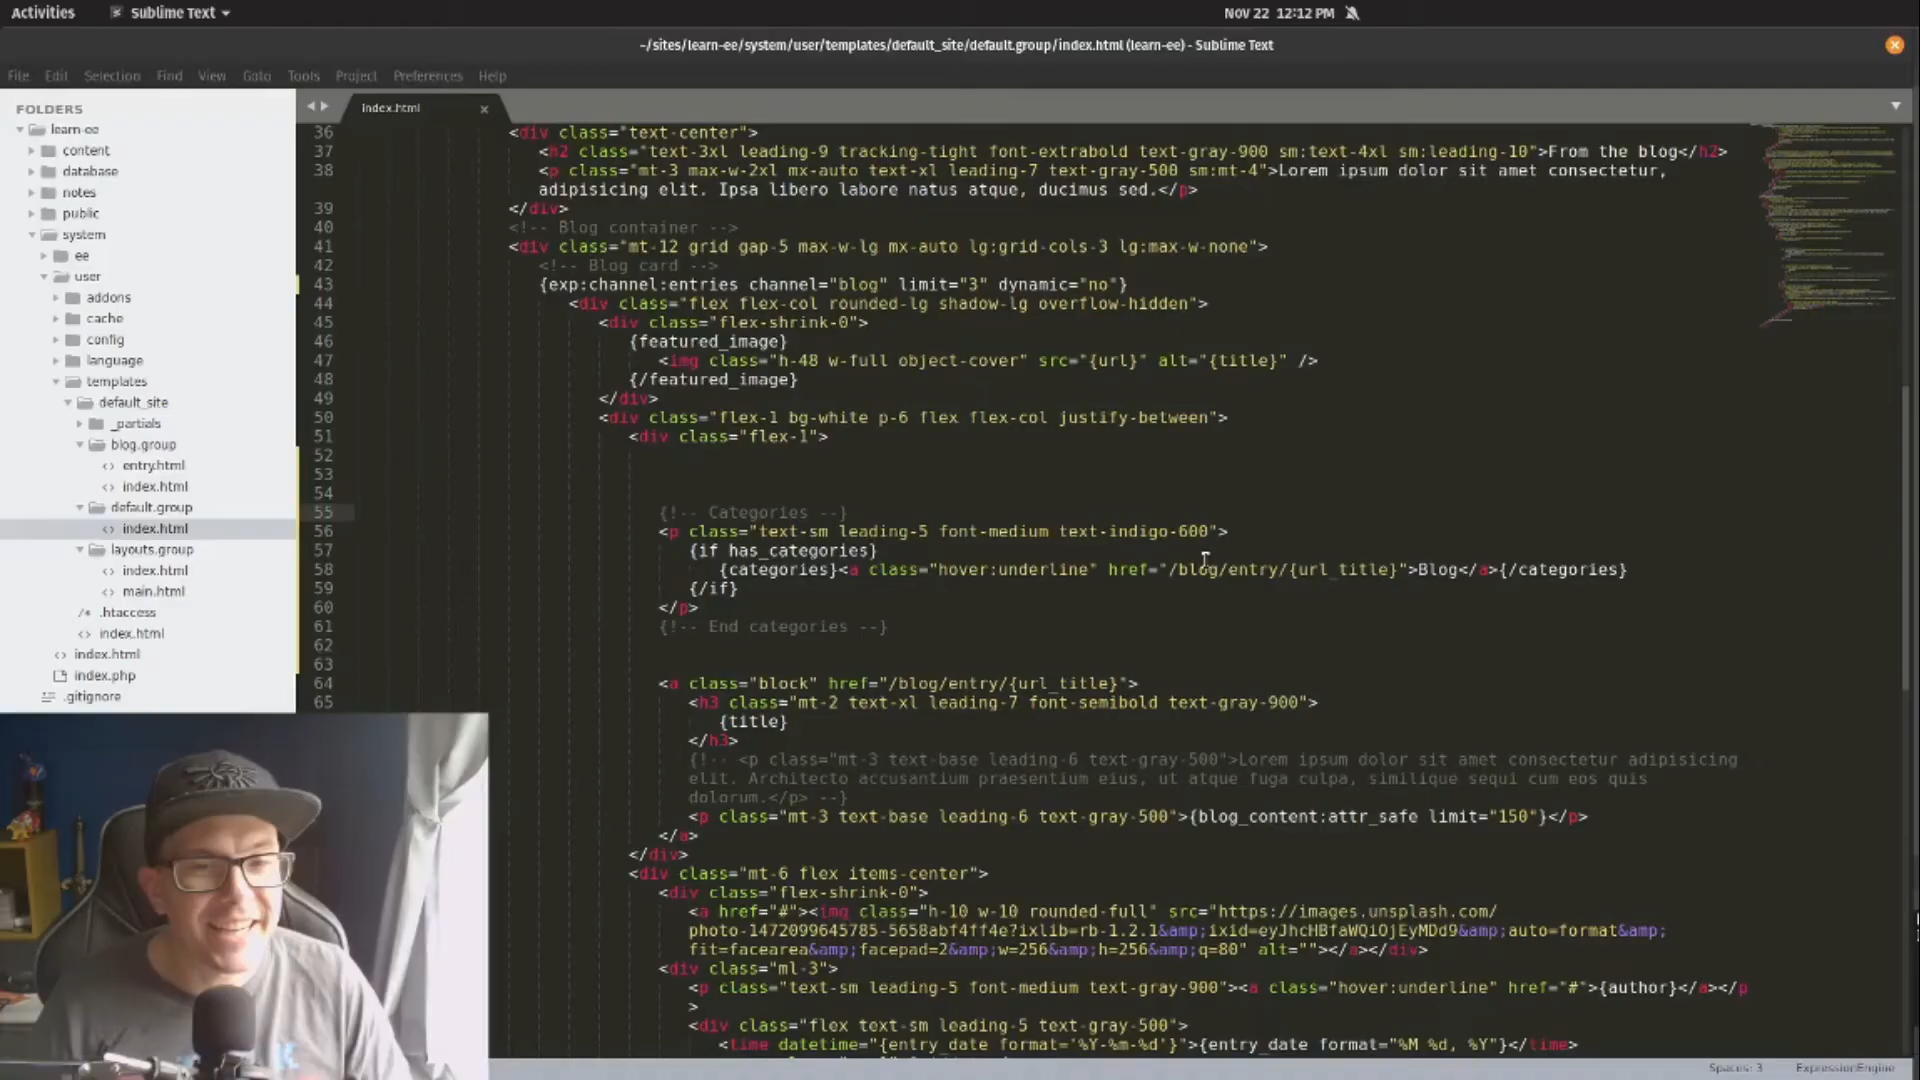 Activities
Sublime Text
Nov 22 12:12 PM
~/sites/learn-ee/system/user/templates/default_site/default.group/index.html (learn-ee) - Sublime Text
File Edit Selection Find View Goto Tools Project Preferences Help
FOLDERS
learn-ee
content
database
notes
public
system
ee
user
addons
cache
config
language
templates
default_site
_partials
blog.group
<> entry.html
<> index.html
default.group
<> index.html
layouts.group
<> index.html
<> main.html
/* .htaccess
<> index.html
<> index.html
index.php
.gitignore
index.html
36 <div class="text-center">
37 <h2 class="text-3xl leading-9 tracking-tight font-extrabold text-gray-900 sm:text-4xl sm:leading-10">From the blog</h2>
38 <p class="mt-3 max-w-2xl mx-auto text-xl leading-7 text-gray-500 sm:mt-4">Lorem ipsum dolor sit amet consectetur,
adipisicing elit. Ipsa libero labore natus atque, ducimus sed.</p>
39 </div>
40 <!-- Blog container -->
41 <div class="mt-12 grid gap-5 max-w-lg mx-auto lg:grid-cols-3 lg:max-w-none">
42 <!-- Blog card -->
43 {exp:channel:entries channel="blog" limit="3" dynamic="no"}
44 <div class="flex flex-col rounded-lg shadow-lg overflow-hidden">
45 <div class="flex-shrink-0">
46 {featured_image}
47 <img class="h-48 w-full object-cover" src="{url}" alt="{title}" />
48 {/featured_image}
49 </div>
50 <div class="flex-1 bg-white p-6 flex flex-col justify-between">
51 <div class="flex-1">
52
53
54
55 {!-- Categories --}
56 <p class="text-sm leading-5 font-medium text-indigo-600">
57 {if has_categories}
58 {categories}<a class="hover:underline" href="/blog/entry/{url_title}">Blog</a>{/categories}
59 {/if}
60 </p>
61 {!-- End categories --}
62
63
64 <a class="block" href="/blog/entry/{url_title}">
65 <h3 class="mt-2 text-xl leading-7 font-semibold text-gray-900">
{title}
</h3>
{!-- <p class="mt-3 text-base leading-6 text-gray-500">Lorem ipsum dolor sit amet consectetur adipisicing
elit. Architecto accusantium praesentium eius, ut atque fuga culpa, similique sequi cum eos quis
dolorum.</p> --}
<p class="mt-3 text-base leading-6 text-gray-500">{blog_content:attr_safe limit="150"}</p>
</a>
</div>
<div class="mt-6 flex items-center">
<div class="flex-shrink-0">
<a href="#"><img class="h-10 w-10 rounded-full" src="https://images.unsplash.com/
photo-1472099645785-5658abf4ff4e?ixlib=rb-1.2.1&amp;ixid=eyJhcHBfaWQiOjEyMDd9&amp;auto=format&amp;
fit=facearea&amp;facepad=2&amp;w=256&amp;h=256&amp;q=80" alt=""></a></div>
<div class="ml-3">
<p class="text-sm leading-5 font-medium text-gray-900"><a class="hover:underline" href="#">{author}</a></p
>
<div class="flex text-sm leading-5 text-gray-500">
<time datetime="{entry_date format='%Y-%m-%d'}">{entry_date format="%M %d, %Y"}</time>
Spaces: 3
ExpressionEngine